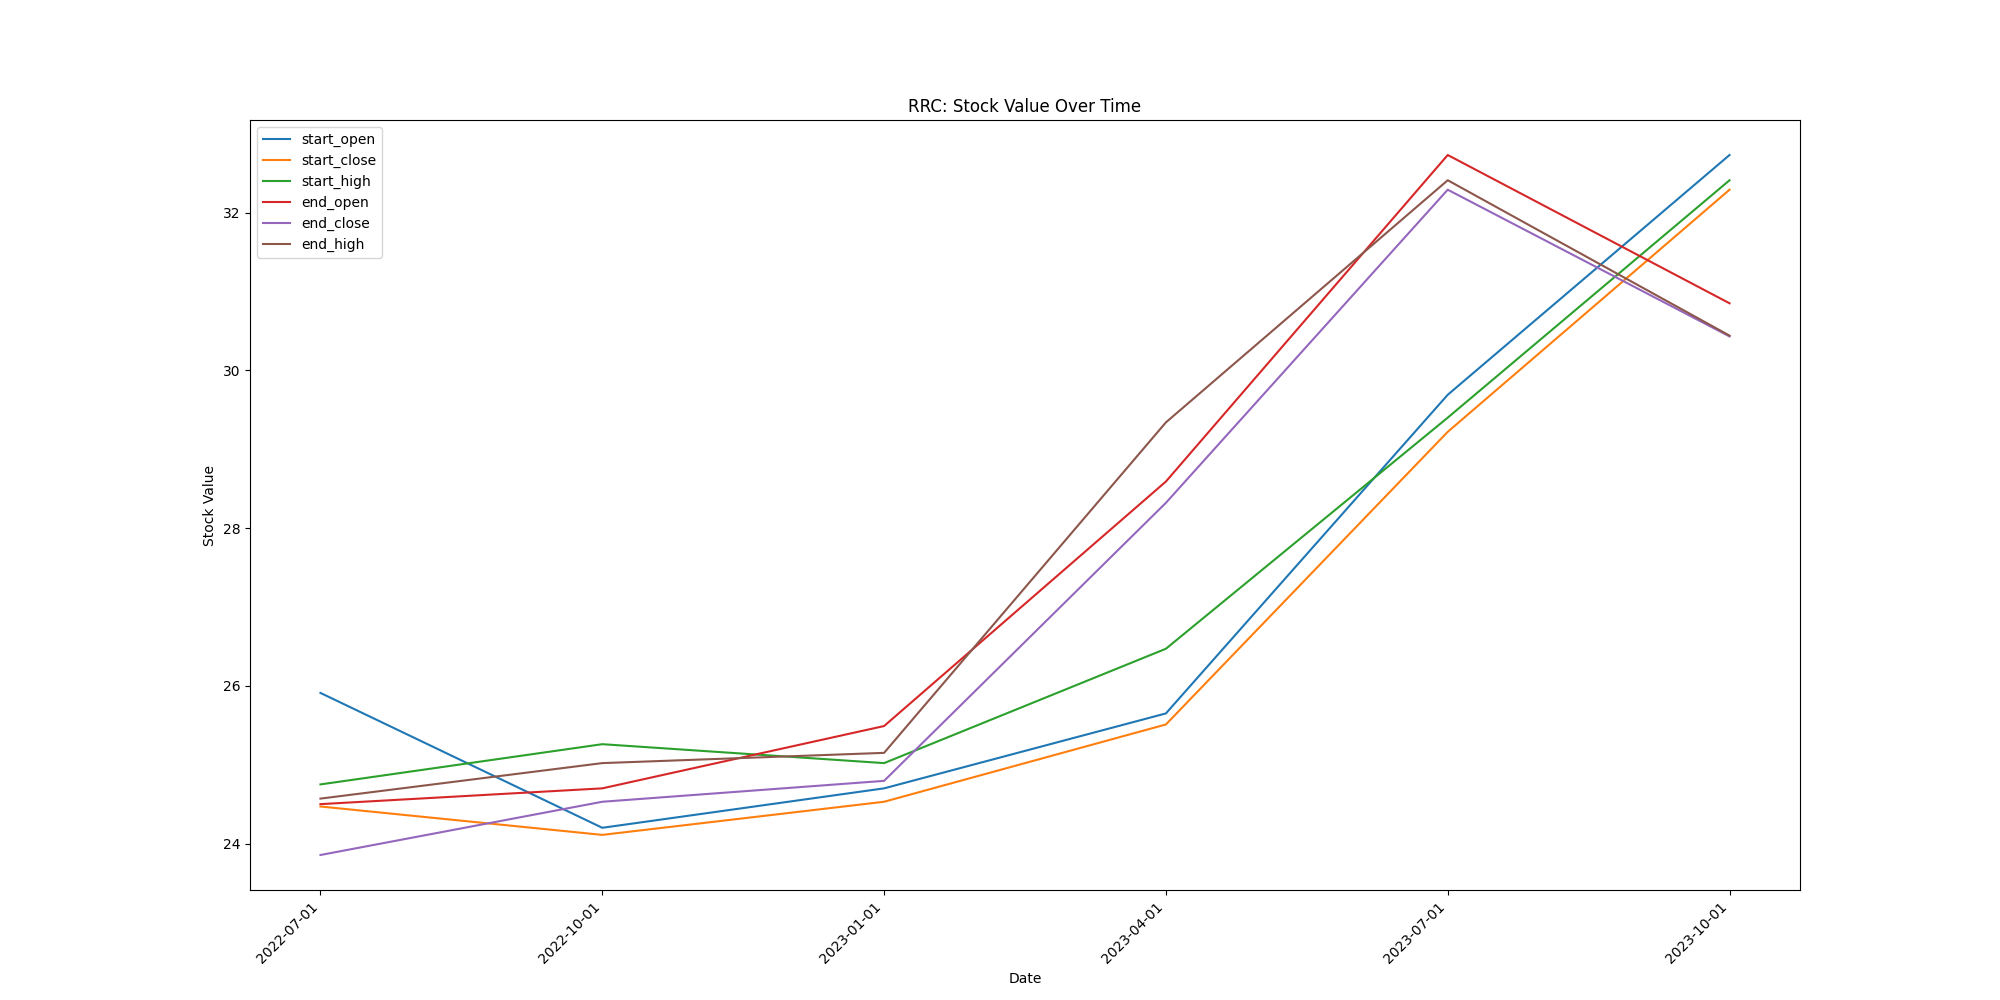 RRC: Stock Value Over Time
start_open
start_close
start_high
end_open
end_close
end_high
32
30
28
26
24
Stock Value
2022-07-01
2022-10-01
2023-01-01
2023-04-01
2023-07-01
2023-10-01
Date